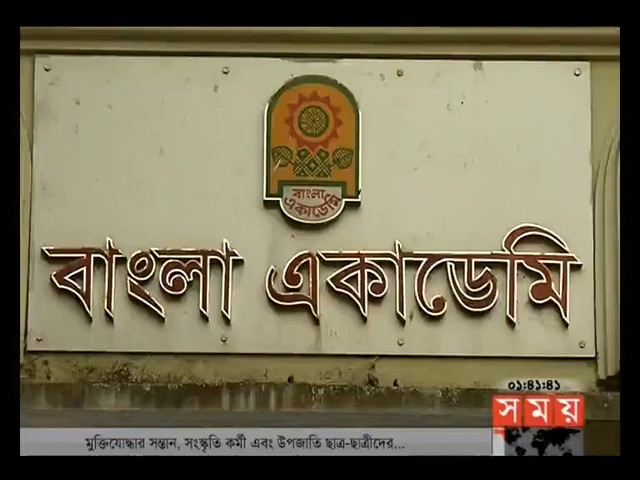 বাংলা
একাডেমি
বাংলা একাডেমি
০১:৪১:৪১
সময়
মুক্তিযোদ্ধার সন্তান, সংস্কৃতি কর্মী এবং উপজাতি ছাত্র-ছাত্রীদের...